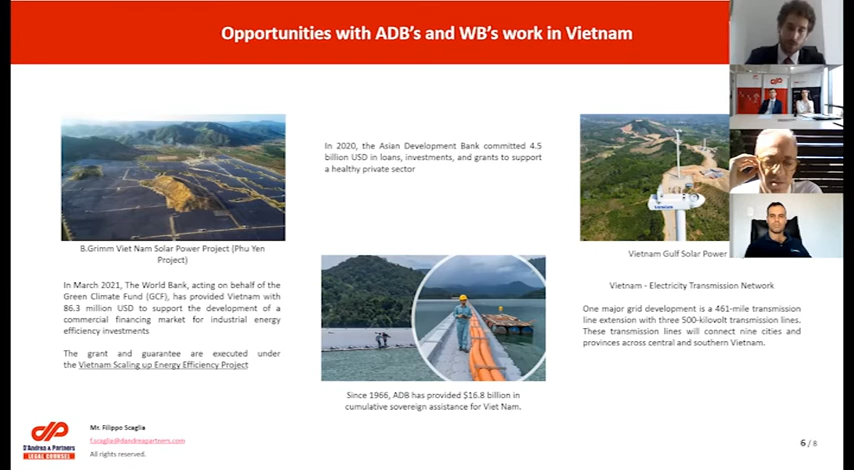 Opportunities with ADB's and WB's work in Vietnam
In 2020, the Asian Development Bank committed 4.5
billion USD in loans, investments, and grants to support
a healthy private sector
B.Grimm Viet Nam Solar Power Project (Phu Yen
Project)
Vietnam Gulf Solar Power
In March 2021, The World Bank, acting on behalf of the
Green Climate Fund (GCF), has provided Vietnam with
86.3 million USD to support the development of a
commercial financing market for industrial energy
efficiency investments
The grant and guarantee are executed under
the Vietnam Scaling up Energy Efficiency Project
Since 1966, ADB has provided $16.8 billion in
cumulative sovereign assistance for Viet Nam.
Vietnam - Electricity Transmission Network
One major grid development is a 461-mile transmission
line extension with three 500-kilovolt transmission lines.
These transmission lines will connect nine cities and
provinces across central and southern Vietnam.
D'Andrea & Partners
LEGAL COUNSEL
Mr. Filippo Scaglia
f.scaglia@dandreapartners.com
All rights reserved.
6 / 8